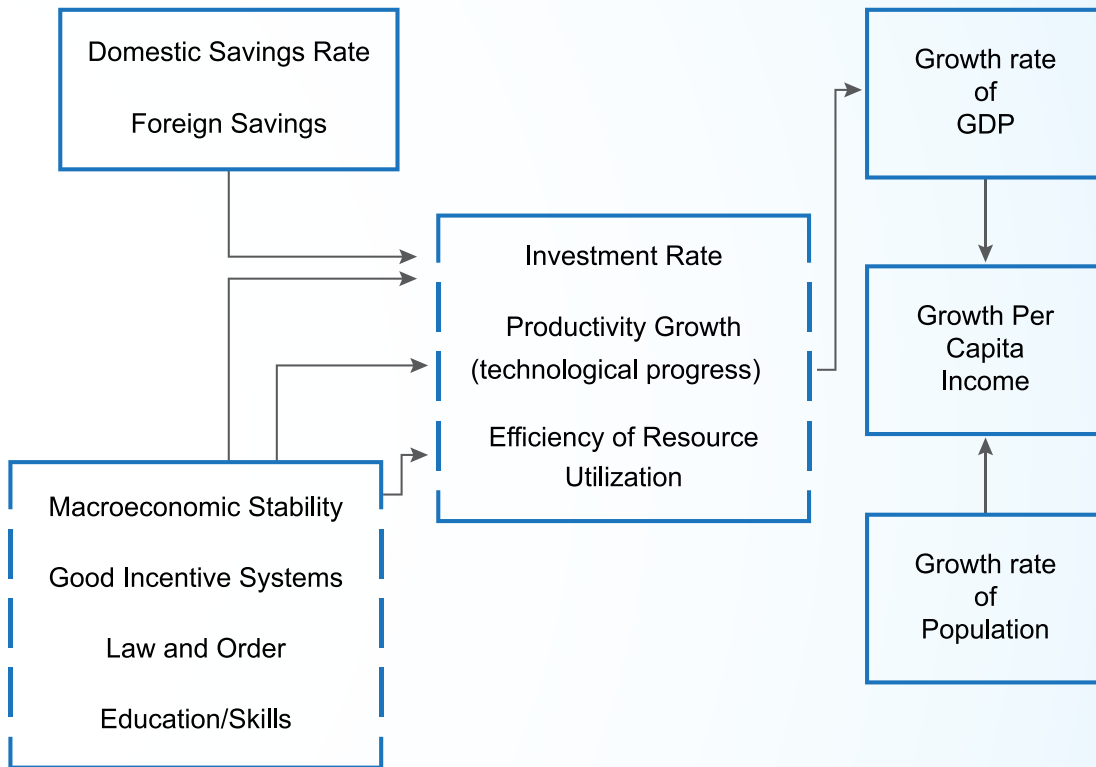 Domestic Savings Rate
Foreign Savings
Investment Rate
Productivity Growth
(technological progress)
Efficiency of Resource
Utilization
Macroeconomic Stability
Good Incentive Systems
Law and Order
Education/Skills
Growth rate
of
GDP
Growth Per
Capita
Income
Growth rate
of
Population